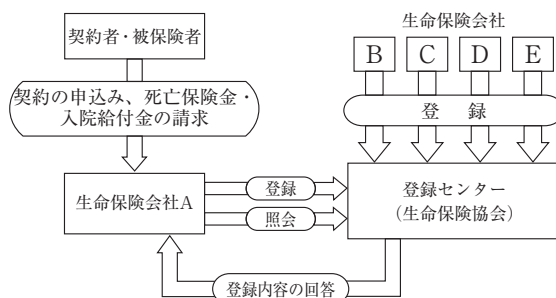 契約者・被保険者
契約の申込み、死亡保険金・
入院給付金の請求
生命保険会社
B C D E
登 録
生命保険会社A
登録
照会
登録センター
(生命保険協会)
登録内容の回答